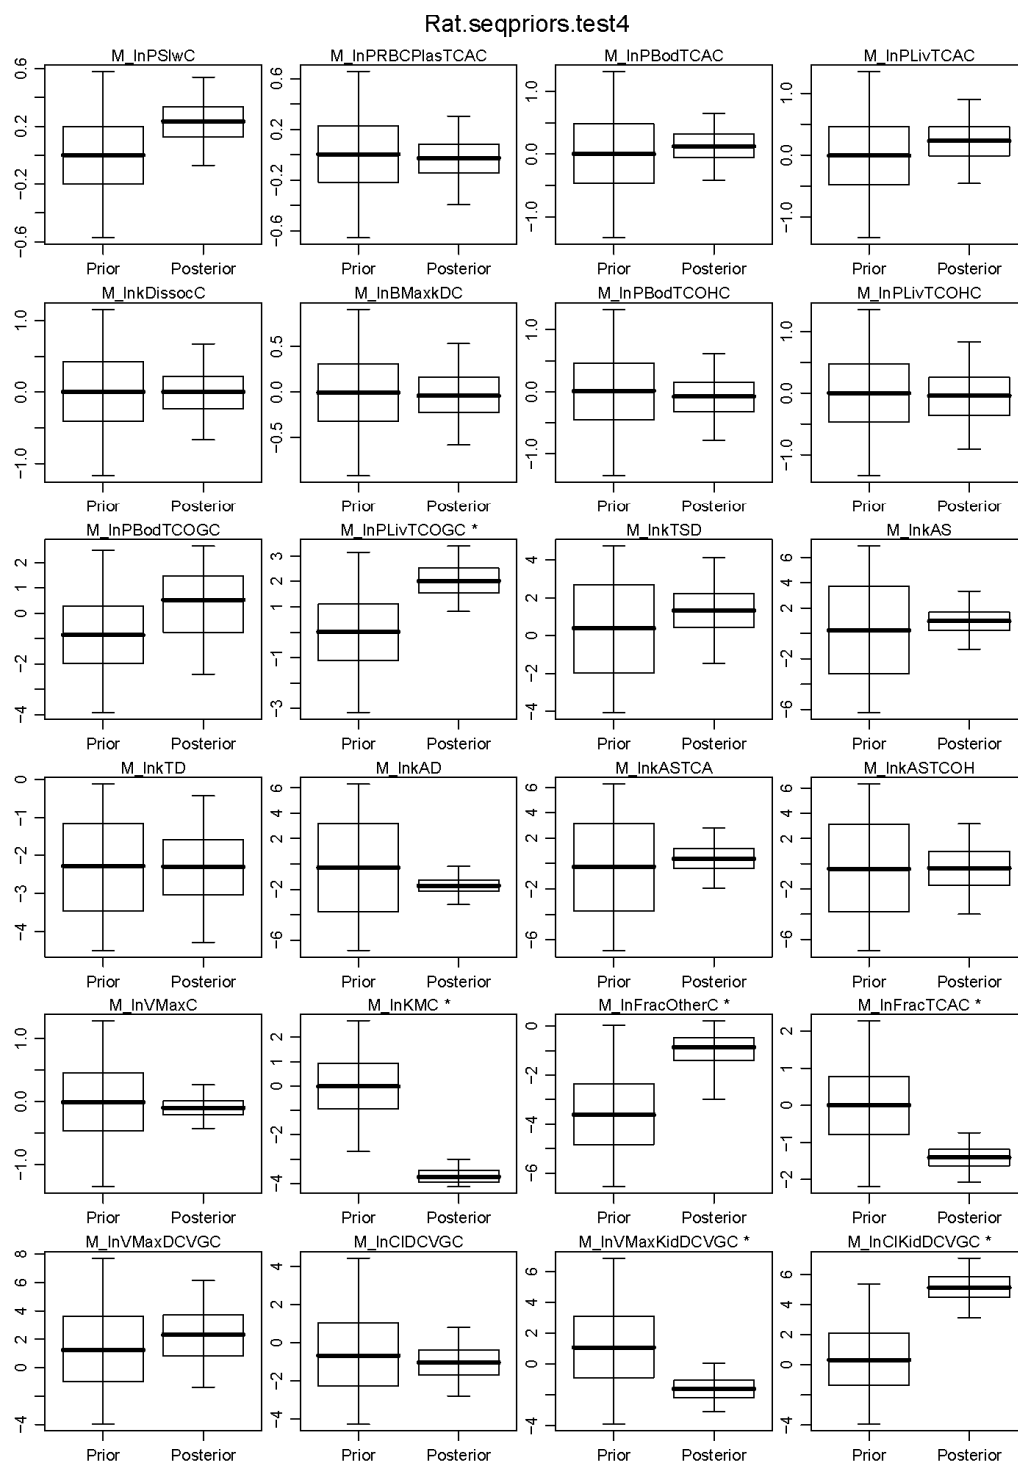 Rat.seqpriors.test4
M_lnPSlwC
0.6
0.2
−0.2
−0.6
Prior Posterior
M_lnPRBCPlasTCAC
0.6
0.2
−0.2
−0.6
Prior Posterior
M_lnPBodTCAC
1.0
0.0
−1.0
Prior Posterior
M_lnPLivTCAC
1.0
0.0
−1.0
Prior Posterior
M_lnkDissocC
1.0
0.0
−1.0
Prior Posterior
M_lnBMaxkDC
0.5
0.0
−0.5
Prior Posterior
M_lnPBodTCOHC
1.0
0.0
−1.0
Prior Posterior
M_lnPLivTCOHC
1.0
0.0
−1.0
Prior Posterior
M_lnPBodTCOGC
2
1
0
−2
−4
Prior Posterior
M_lnPLivTCOGC *
3
2
1
0
−1
−3
Prior Posterior
M_lnkTSD
4
2
0
−2
−4
Prior Posterior
M_lnkAS
6
4
2
−2
−6
Prior Posterior
M_lnkTD
0
−1
−2
−3
−4
Prior Posterior
M_lnkAD
6
4
2
−2
−6
Prior Posterior
M_lnkASTCA
6
4
2
−2
−6
Prior Posterior
M_lnkASTCOH
6
4
2
−2
−6
Prior Posterior
M_lnVMaxC
1.0
0.0
−1.0
Prior Posterior
M_lnKMC *
2
1
0
−2
−4
Prior Posterior
M_lnFracOtherC *
0
−2
−4
−6
Prior Posterior
M_lnFracTCAC *
2
1
0
−1
−2
Prior Posterior
M_lnVMaxDCVGC
8
6
4
2
0
−4
Prior Posterior
M_lnClDCVGC
4
2
0
−2
−4
Prior Posterior
M_lnVMaxKidDCVGC *
6
4
2
0
−4
Prior Posterior
M_lnClKidDCVGC *
6
4
2
0
−4
Prior Posterior